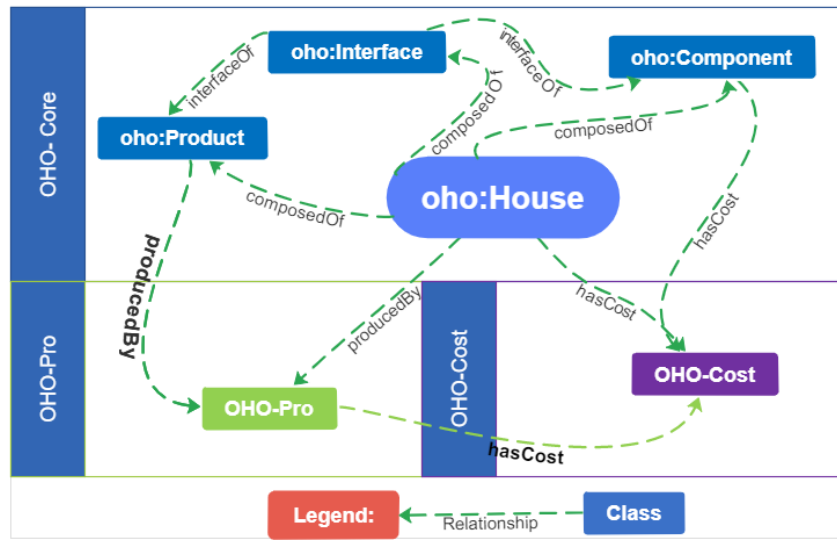 OHO- Core
oho:Interface
oho:Component
interfaceOf
interfaceOf
oho:Product
composedOf
composedOf
oho:House
composedOf
hasCost
producedBy
OHO-Pro
producedBy
OHO-Cost
hasCost
OHO-Cost
OHO-Pro
hasCost
Legend:
Relationship
Class